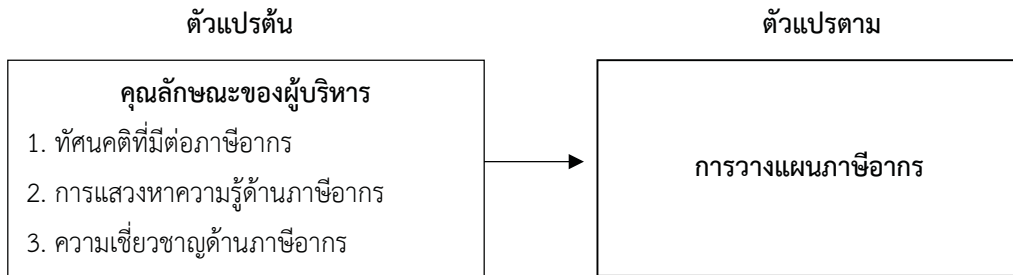 ตัวแปรต้น
ตัวแปรตาม
คุณลักษณะของผู้บริหาร
1. ทัศนคติที่มีต่อภาษีอากร
2. การแสวงหาความรู้ด้านภาษีอากร
3. ความเชี่ยวชาญด้านภาษีอากร
การวางแผนภาษีอากร